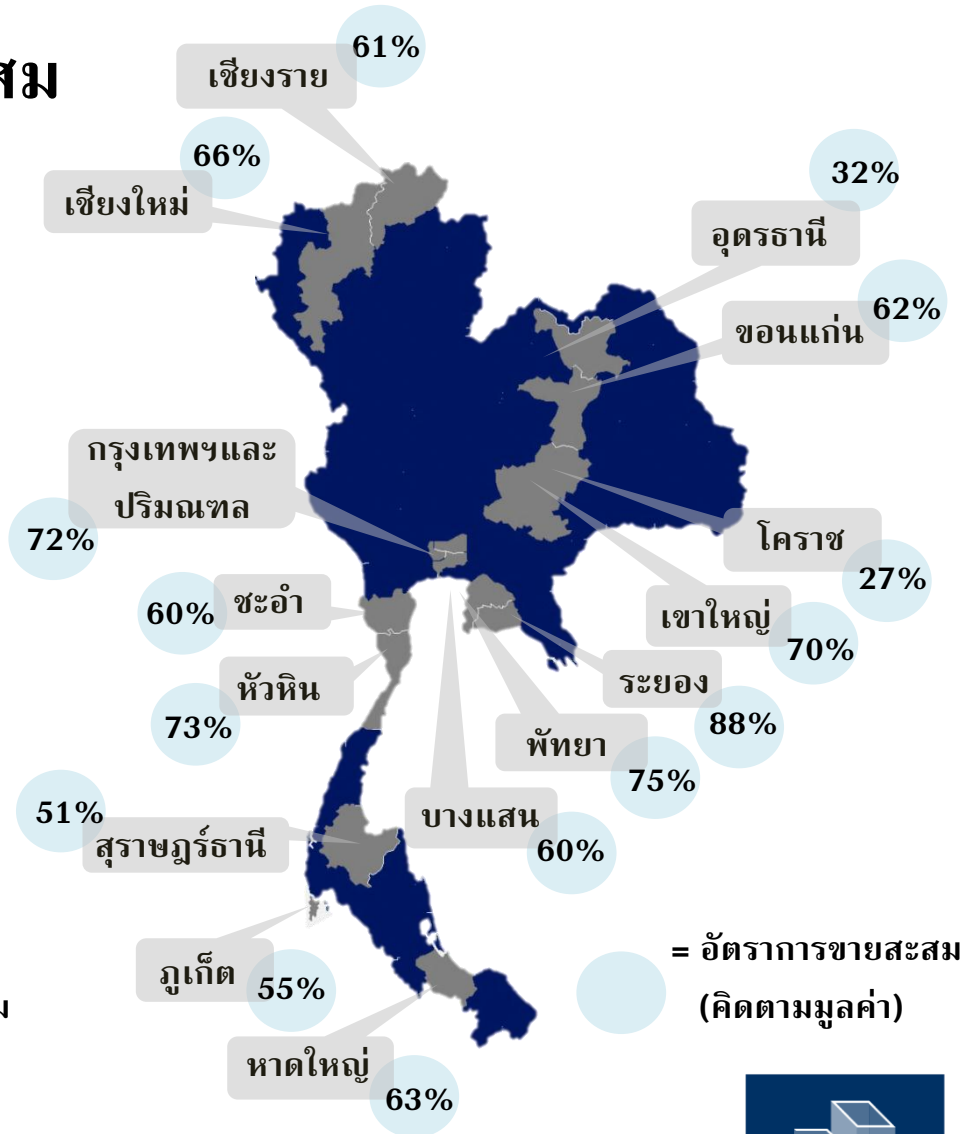 สม
61%
เชียงราย
66%
เชียงใหม่
32%
อุดรธานี
62%
ขอนแก่น
กรุงเทพฯและ
ปริมณฑล
72%
โคราช
27%
60%
ชะอำ
เขาใหญ่
70%
หัวหิน
73%
ระยอง
88%
พัทยา
75%
51%
สุราษฎร์ธานี
บางแสน
60%
ภูเก็ต
55%
= อัตราการขายสะสม
(คิดตามมูลค่า)
ม
หาดใหญ่
63%